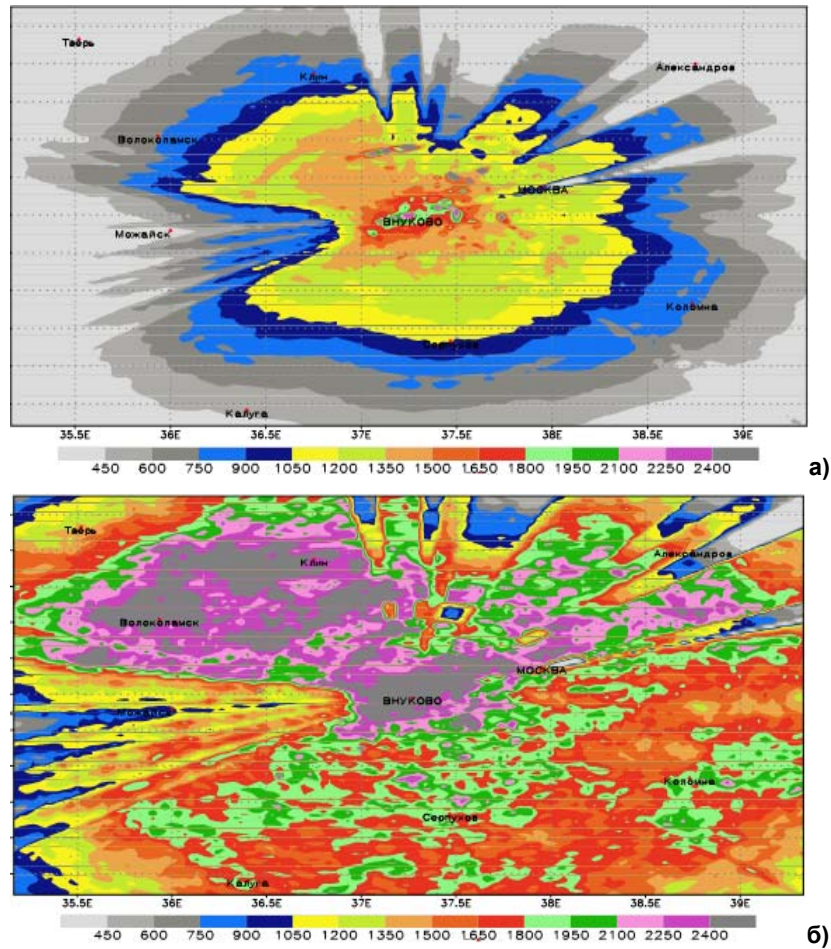 Тверь
Клин
Александров
Волоколамск
МОСКВА
ВНУКОВО
Можайск
Коломна
Серпухов
Калуга
35.5E 36E 36.5E 37E 37.5E 38E 38.5E 39E
450 600 750 900 1050 1200 1350 1500 1650 1800 1950 2100 2250 2400
а)
Тверь
Александров
Клин
Волоколамск
МОСКВА
ВНУКОВО
Можайск
Коломна
Серпухов
Калуга
35.5E 36E 36.5E 37E 37.5E 38E 38.5E 39E
450 600 750 900 1050 1200 1350 1500 1650 1800 1950 2100 2250 2400
б)